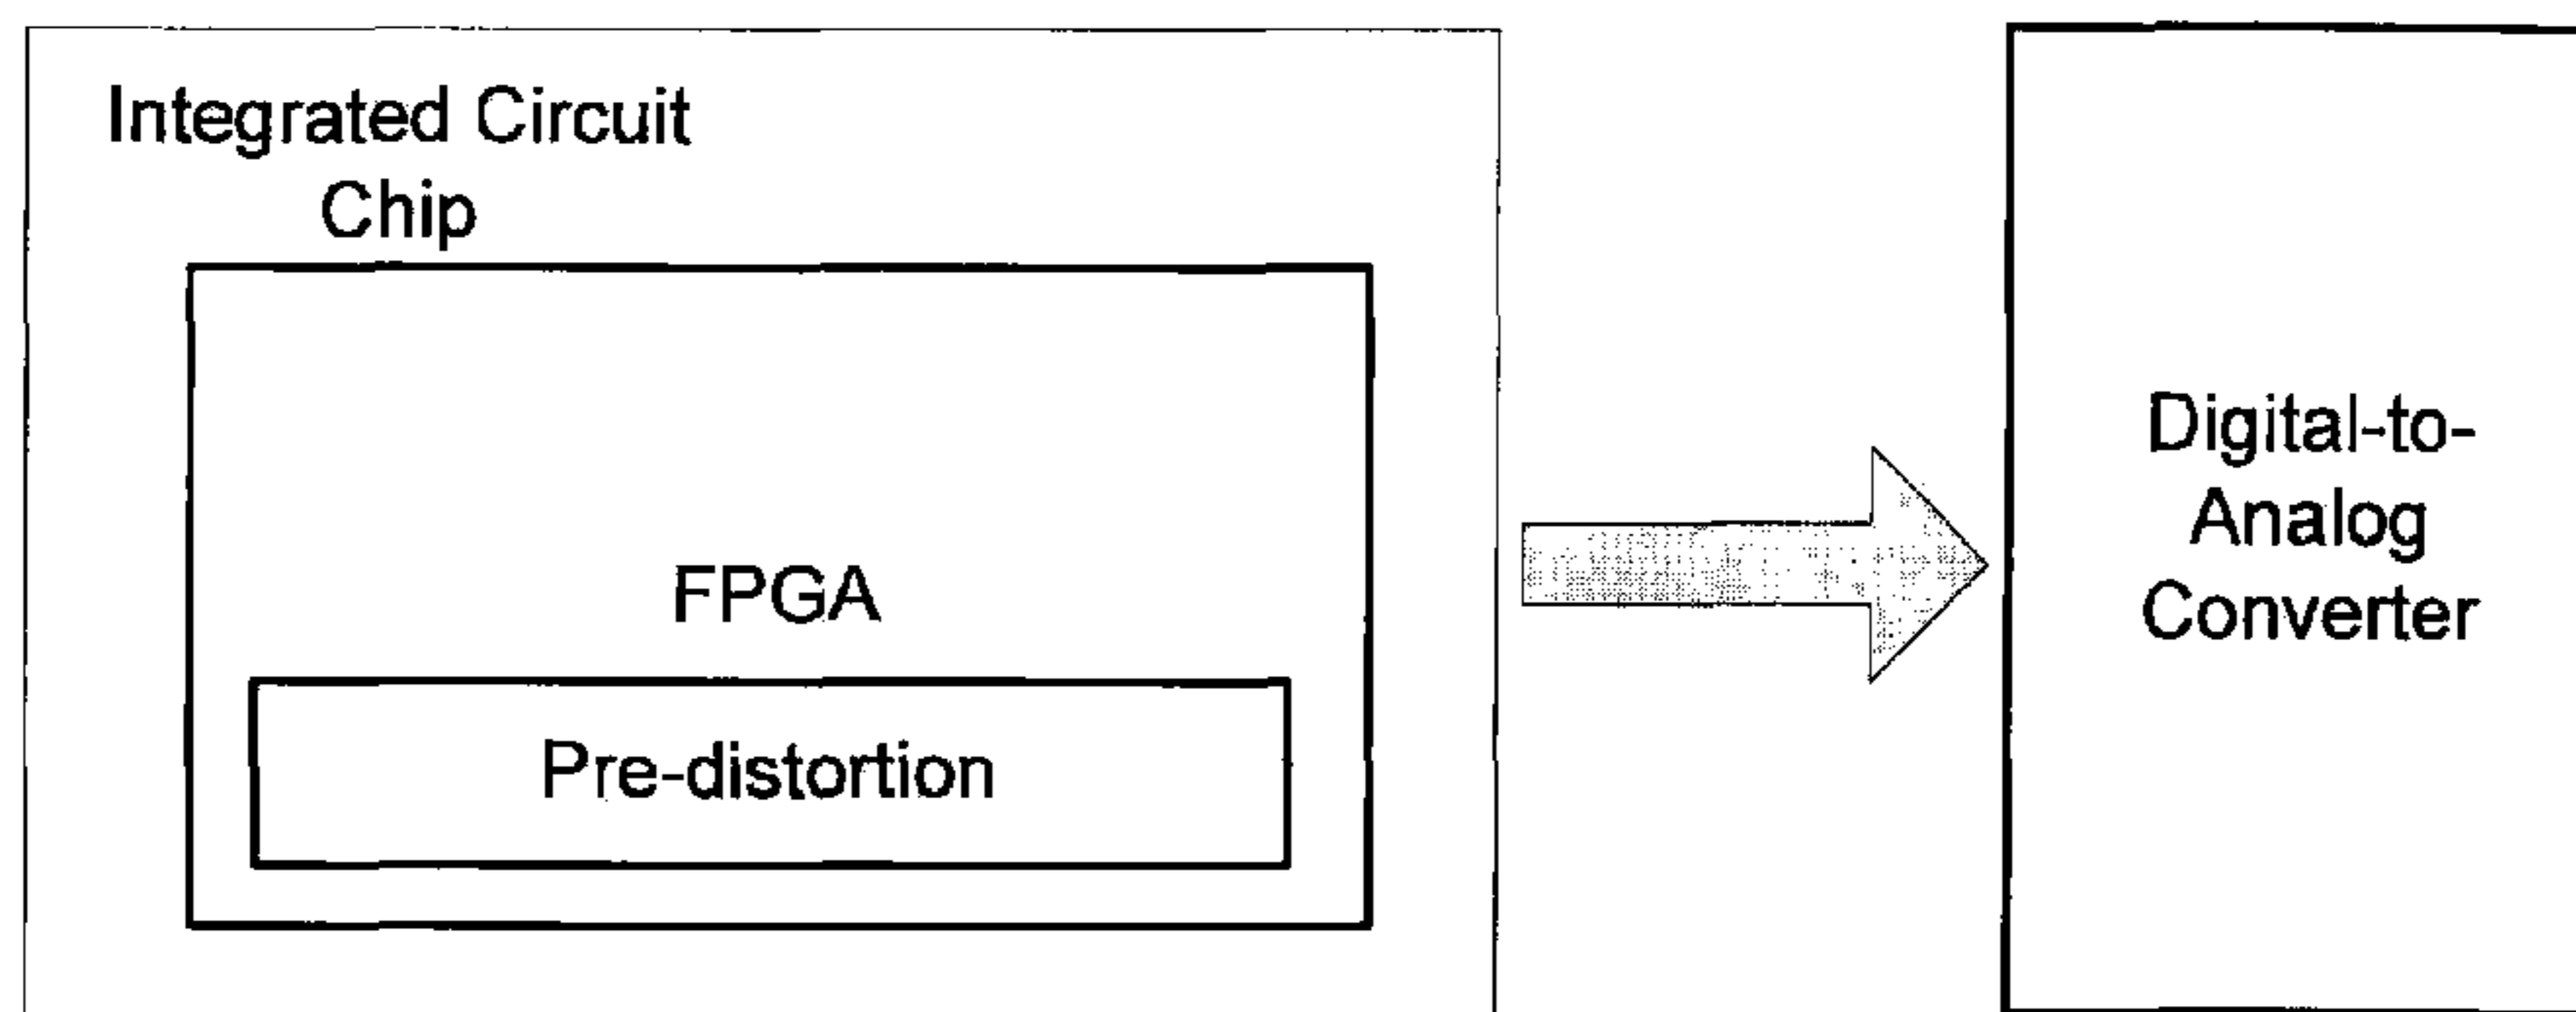 Integrated Circuit
Chip
FPGA
Pre-distortion
Digital-to-
Analog
Converter